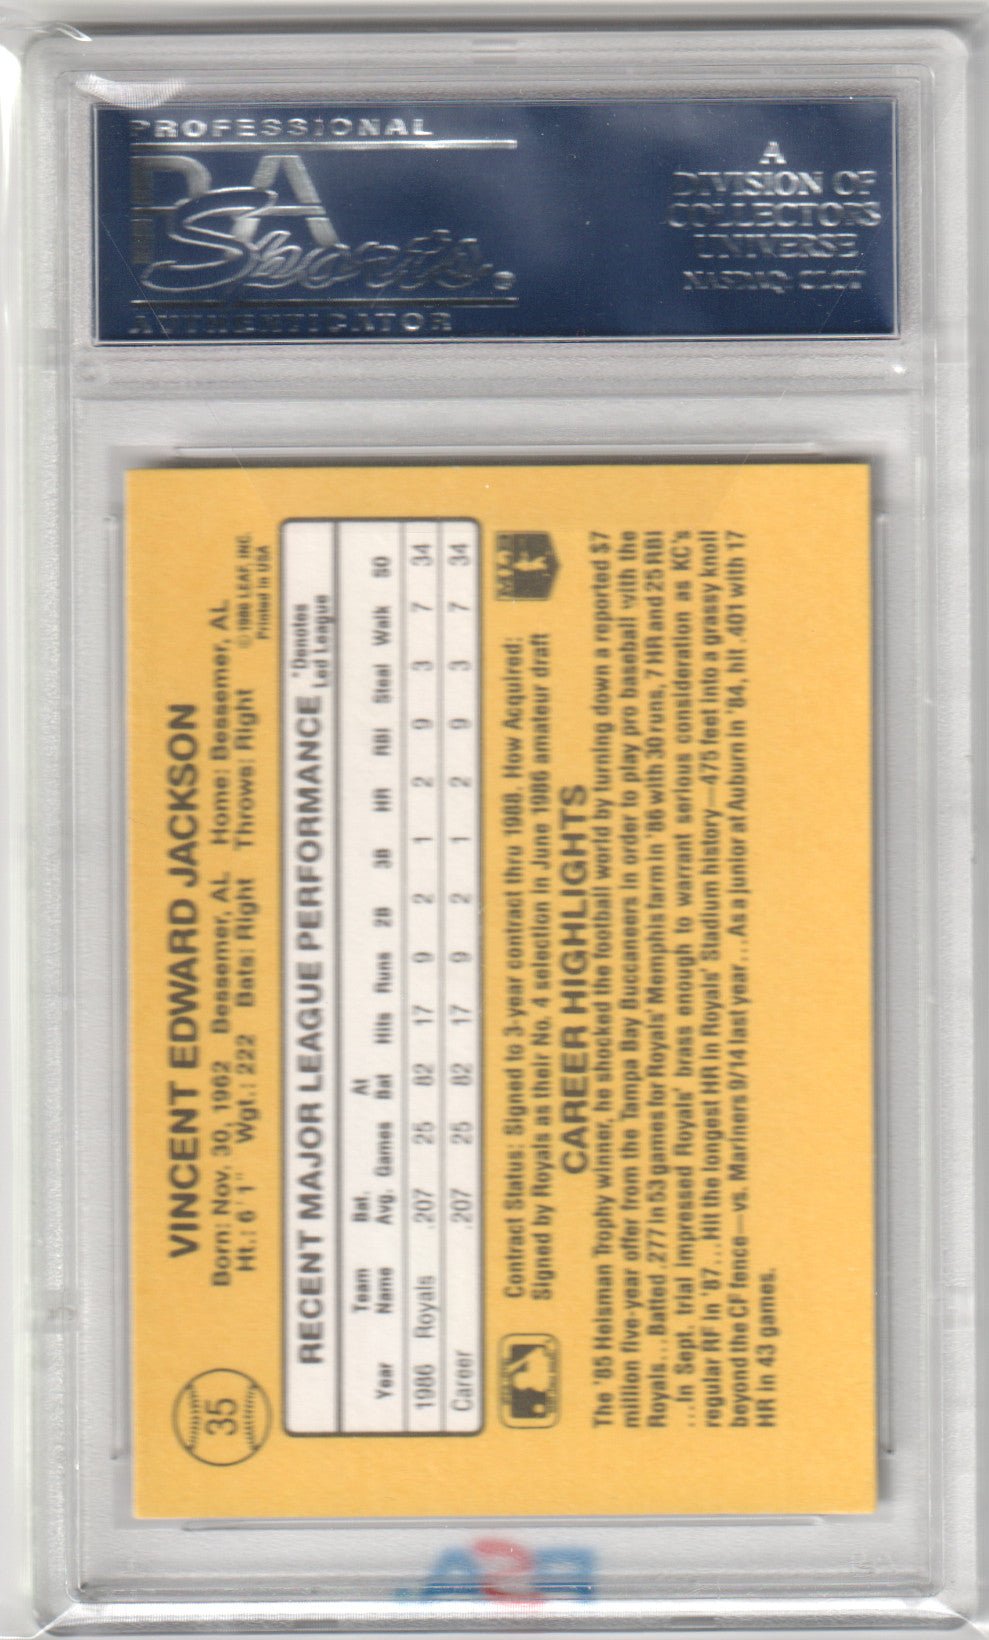 PROFESSIONAL
PSA
Sports
AUTHENTICATOR
A
DIVISION OF
COLLECTORS
UNIVERSE
NASDAQ: CLCT
35
VINCENT EDWARD JACKSON
Born: Nov. 30, 1962 Bessemer, AL Home: Bessemer, AL
Ht.: 6'1" Wgt.: 222 Bats: Right Throws: Right
© 1986 LEAF, INC.
Printed in USA
RECENT MAJOR LEAGUE PERFORMANCE
*Denotes
Led League
Year Team Name Bat. Avg. Games At Bat Hits Runs 2B 3B HR RBI Steal Walk SO
1986 Royals .207 25 82 17 9 2 1 2 9 3 7 34
Career .207 25 82 17 9 2 1 2 9 3 7 34
Contract Status: Signed to 3-year contract thru 1988. How Acquired:
Signed by Royals as their No. 4 selection in June 1986 amateur draft
CAREER HIGHLIGHTS
The '85 Heisman Trophy winner, he shocked the football world by turning down a reported $7
million five-year offer from the Tampa Bay Buccaneers in order to play pro baseball with the
Royals...Batted .277 in 53 games for Royals' Memphis farm in '86 with 30 runs, 7 HR and 25 RBI
...in Sept. trial impressed Royals' brass enough to warrant serious consideration as KC's
regular RF in '87...Hit the longest HR in Royals' Stadium history—475 feet into a grassy knoll
beyond the CF fence—vs. Mariners 9/14 last year...As a junior at Auburn in '84, hit .401 with 17
HR in 43 games.
PSA